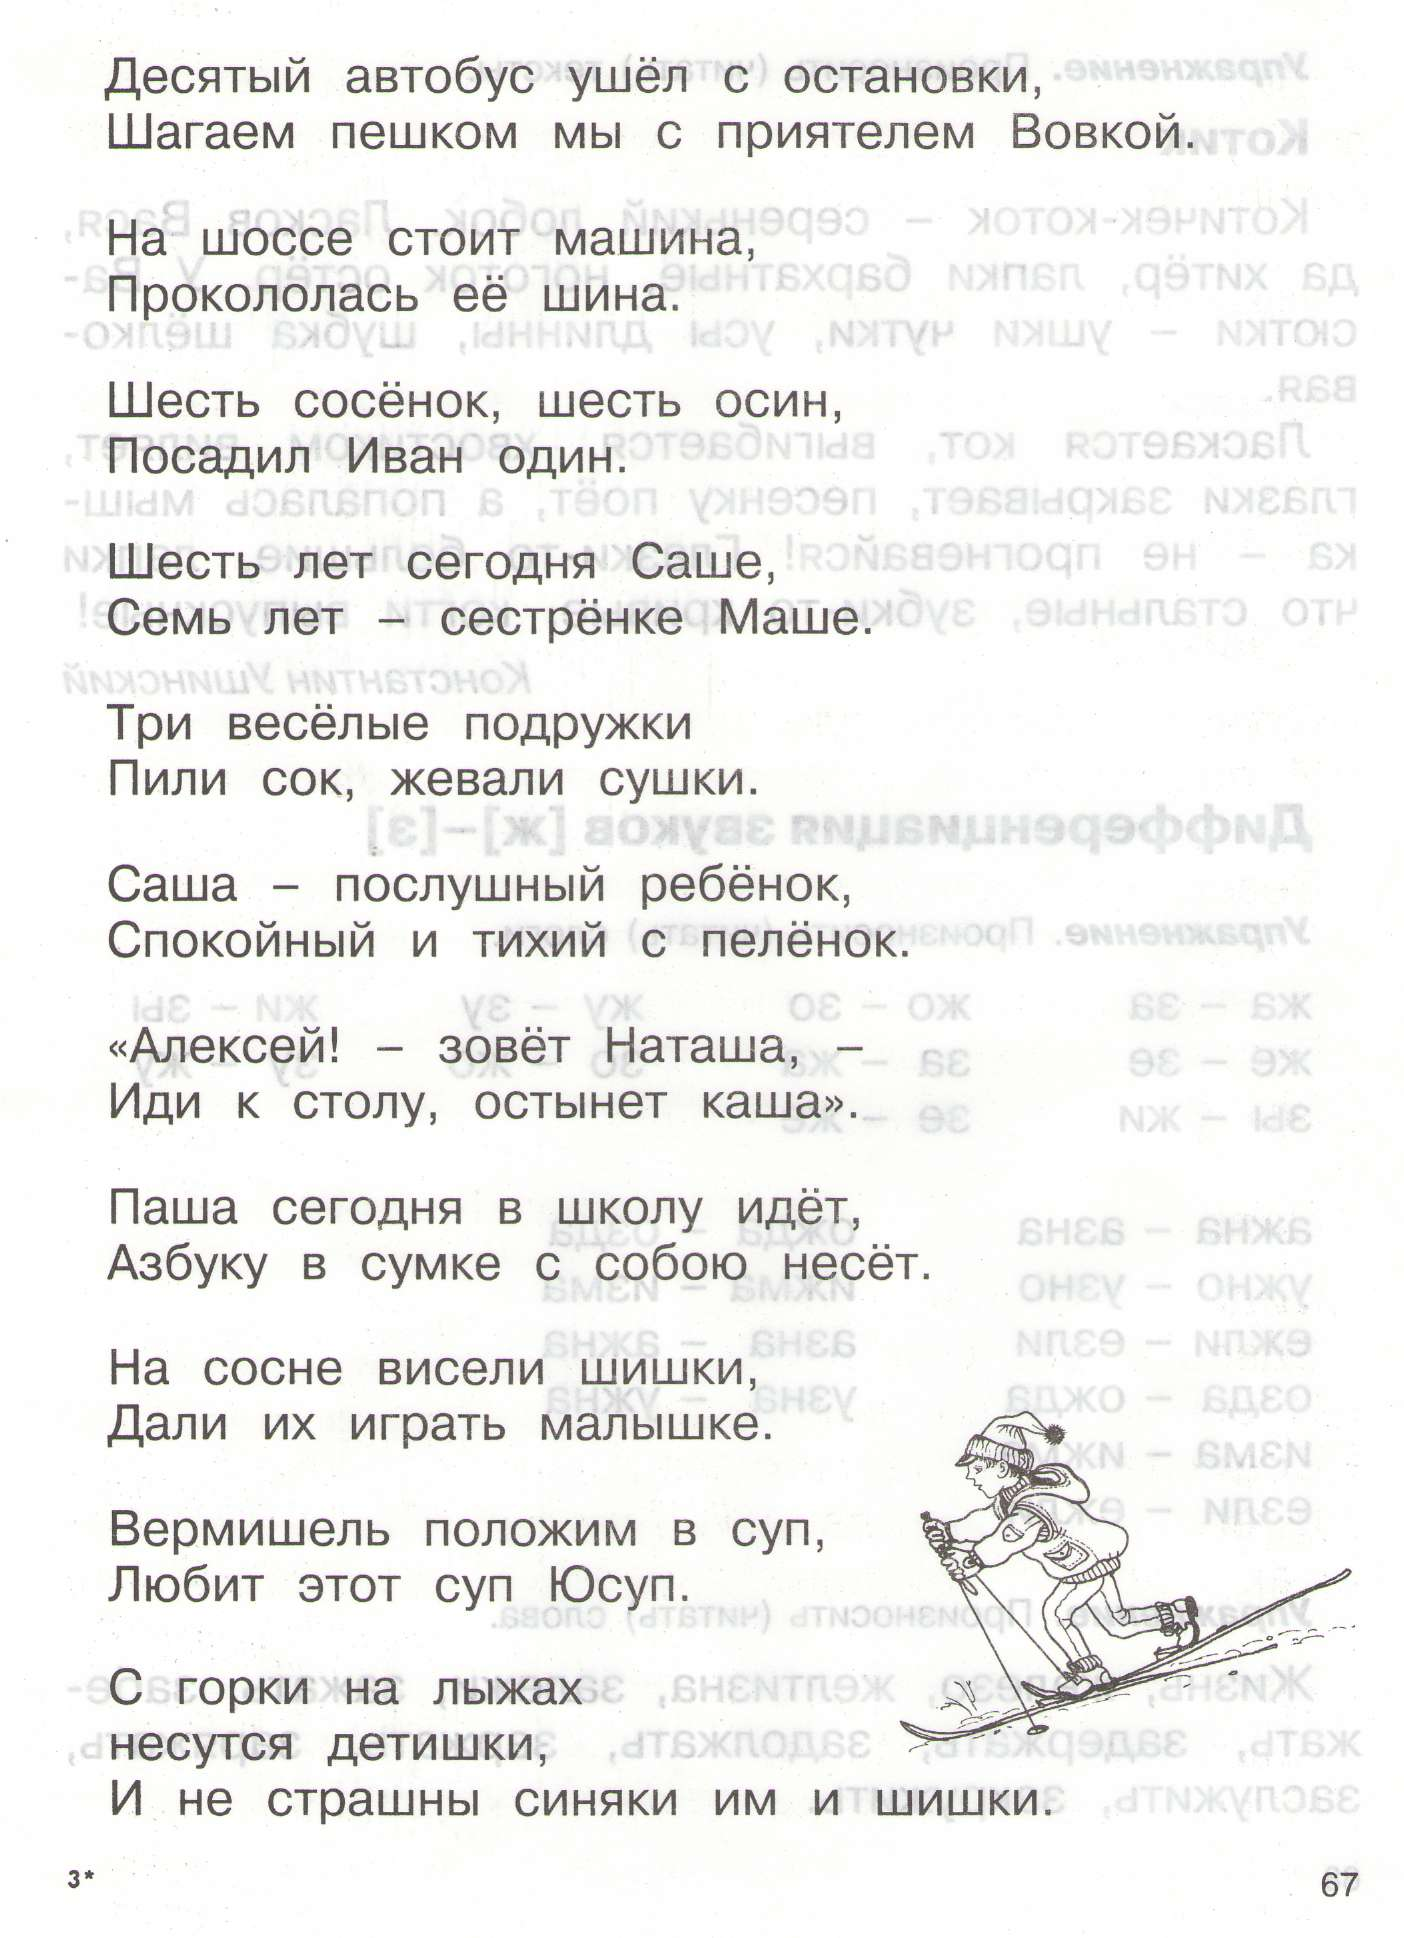 Десятый автобус ушёл с остановки,
Шагаем пешком мы с приятелем Вовкой.
На шоссе стоит машина,
Прокололась её шина.
Шесть сосёнок, шесть осин,
Посадил Иван один.
Шесть лет сегодня Саше,
Семь лет – сестрёнке Маше.
Три весёлые подружки
Пили сок, жевали сушки.
Саша – послушный ребёнок,
Спокойный и тихий с пелёнок.
«Алексей! – зовёт Наташа, –
Иди к столу, остынет каша».
Паша сегодня в школу идёт,
Азбуку в сумке с собою несёт.
На сосне висели шишки,
Дали их играть малышке.
Вермишель положим в суп,
Любит этот суп Юсуп.
С горки на лыжах
несутся детишки,
И не страшны синяки им и шишки.
3*
67